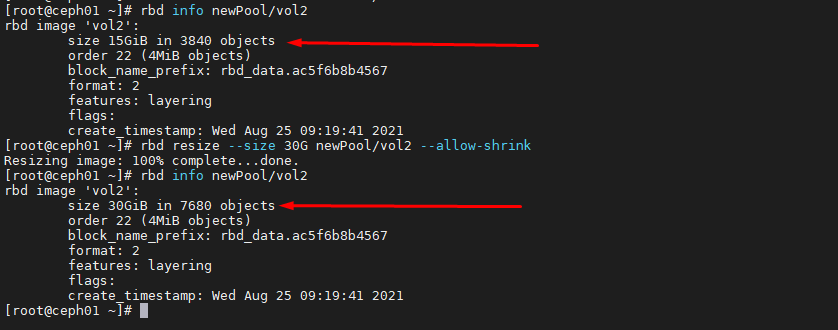 [root@ceph01 ~]# rbd info newPool/vol2
rbd image 'vol2':
        size 15GiB in 3840 objects
        order 22 (4MiB objects)
        block_name_prefix: rbd_data.ac5f6b8b4567
        format: 2
        features: layering
        flags:
        create_timestamp: Wed Aug 25 09:19:41 2021
[root@ceph01 ~]# rbd resize --size 30G newPool/vol2 --allow-shrink
Resizing image: 100% complete...done.
[root@ceph01 ~]# rbd info newPool/vol2
rbd image 'vol2':
        size 30GiB in 7680 objects
        order 22 (4MiB objects)
        block_name_prefix: rbd_data.ac5f6b8b4567
        format: 2
        features: layering
        flags:
        create_timestamp: Wed Aug 25 09:19:41 2021
[root@ceph01 ~]#